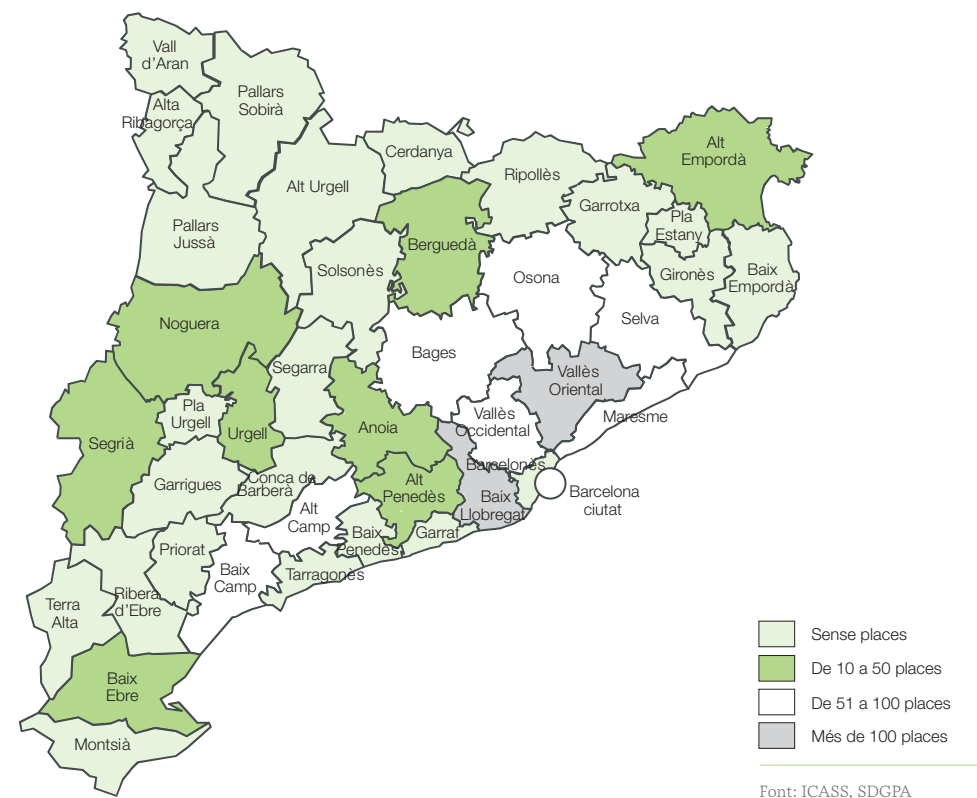 Vall
d'Aran
Pallars
Sobirà
Alta
Ribagorça
Cerdanya
Alt
Empordà
Ripollès
Alt Urgell
Garrotxa
Pla
Estany
Pallars
Jussà
Berguedà
Solsonès
Osona
Gironès
Baix
Empordà
Noguera
Selva
Bages
Segarra
Vallès
Oriental
Pla
Urgell
Vallès
Occidental
Maresme
Segrià
Urgell
Anoia
Barcelonès
Garrigues
Conca de
Barberà
Alt
Penedès
Baix
Llobregat
Barcelona
ciutat
Alt
Camp
Baix
Penedès
Garraf
Priorat
Baix
Camp
Tarragonès
Ribera
d'Ebre
Terra
Alta
Baix
Ebre
Montsià
Sense places
De 10 a 50 places
De 51 a 100 places
Més de 100 places
Font: ICASS, SDGPA